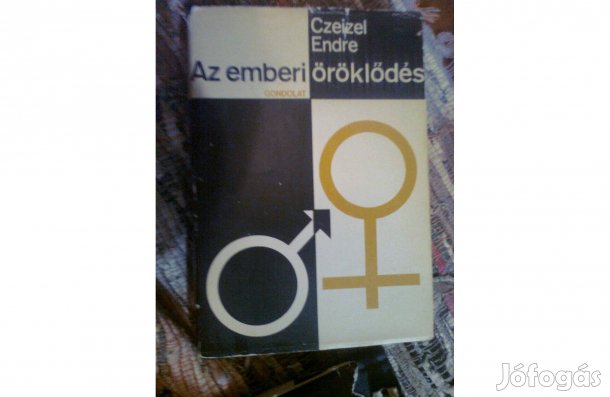 Czeizel
Endre
Az emberi öröklődés
GONDOLAT
Jófogás